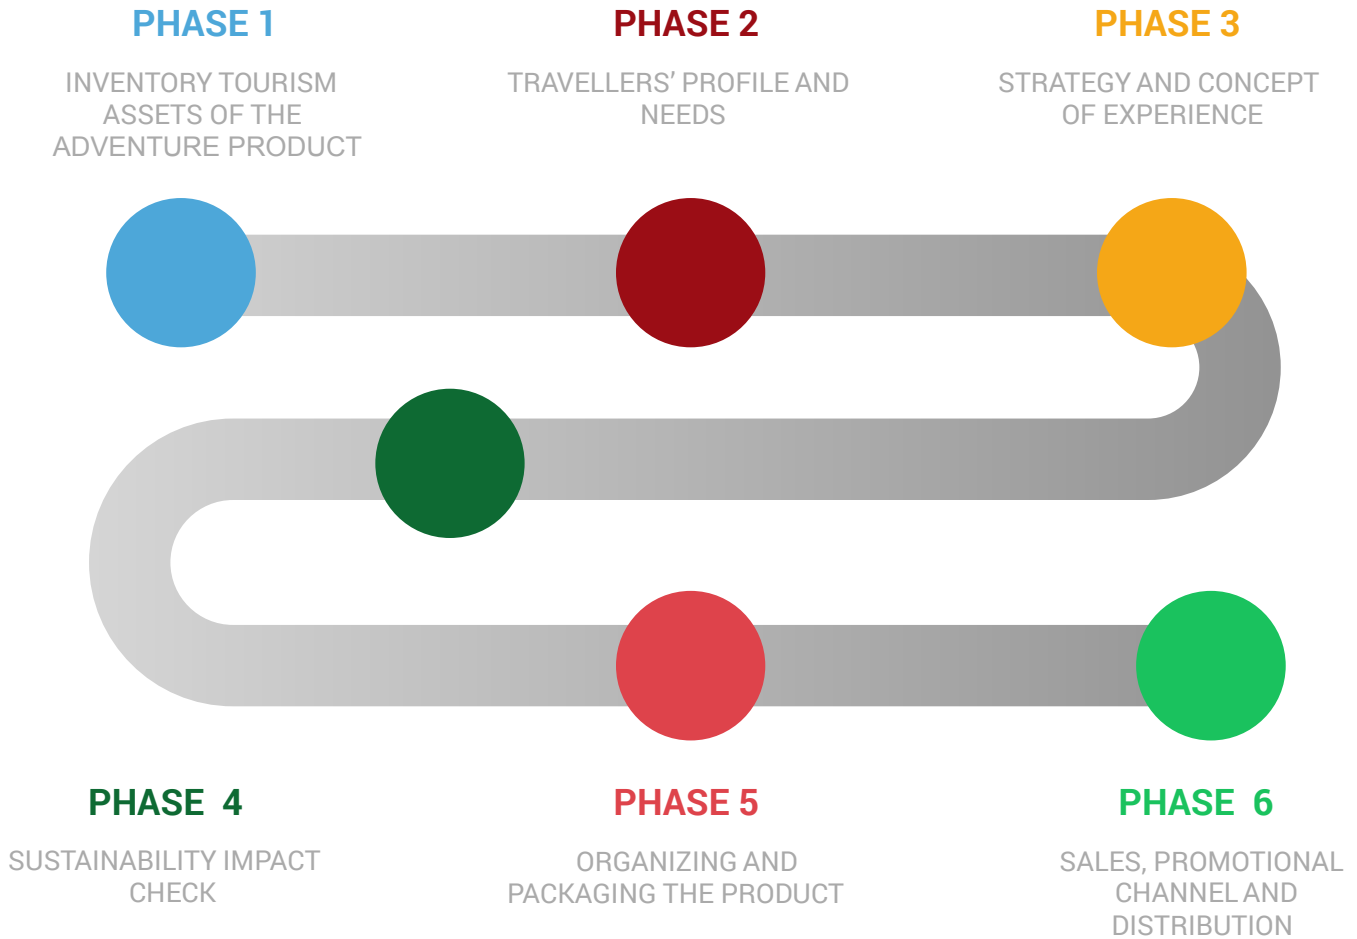 PHASE 1
INVENTORY TOURISM
ASSETS OF THE
ADVENTURE PRODUCT
PHASE 2
TRAVELLERS’ PROFILE AND
NEEDS
PHASE 3
STRATEGY AND CONCEPT
OF EXPERIENCE
PHASE 4
SUSTAINABILITY IMPACT
CHECK
PHASE 5
ORGANIZING AND
PACKAGING THE PRODUCT
PHASE 6
SALES, PROMOTIONAL
CHANNEL AND
DISTRIBUTION